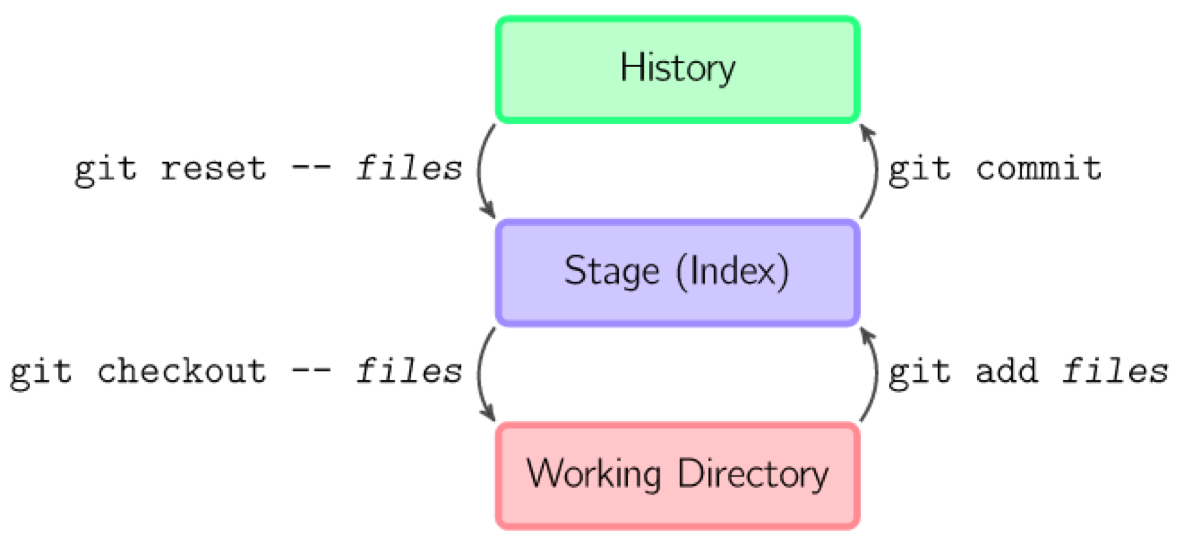 History
git reset -- files
git commit
Stage (Index)
git checkout -- files
git add files
Working Directory